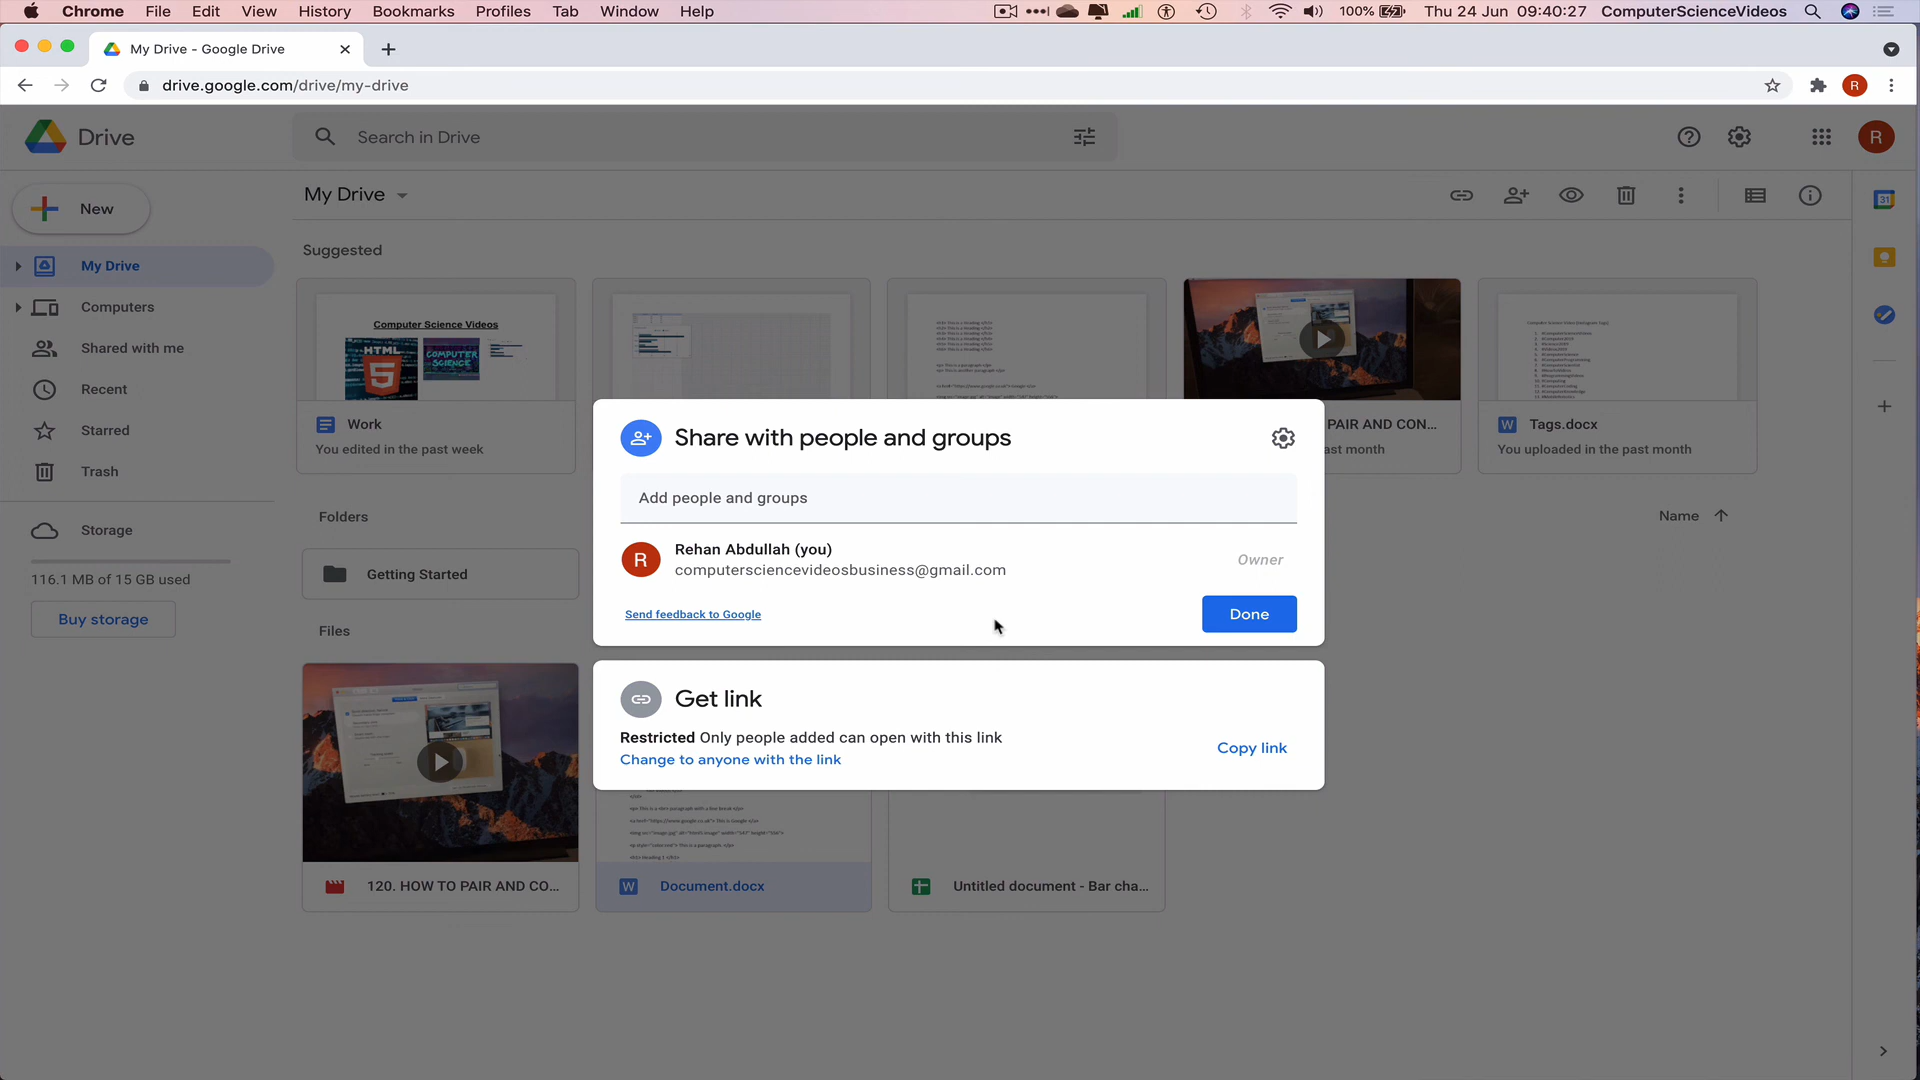 Chrome File Edit View History Bookmarks Profiles Tab Window Help 100% Thu 24 Jun 09:40:27 ComputerScienceVideos
My Drive - Google Drive
drive.google.com/drive/my-drive
R
Drive
Search in Drive
R
New
My Drive
31
Suggested
My Drive
Computers
Shared with me
Recent
Starred
Trash
Storage
116.1 MB of 15 GB used
Buy storage
Computer Science Videos
HTML
5
COMPUTER
SCIENCE
Work
You edited in the past week
PAIR AND CON...
ast month
W Tags.docx
You uploaded in the past month
Folders
Name
Getting Started
Files
Share with people and groups
Add people and groups
R
Rehan Abdullah (you)
computersciencevideosbusiness@gmail.com
Owner
Send feedback to Google
Done
Get link
Restricted Only people added can open with this link
Change to anyone with the link
Copy link
120. HOW TO PAIR AND CO...
W Document.docx
Untitled document - Bar cha...